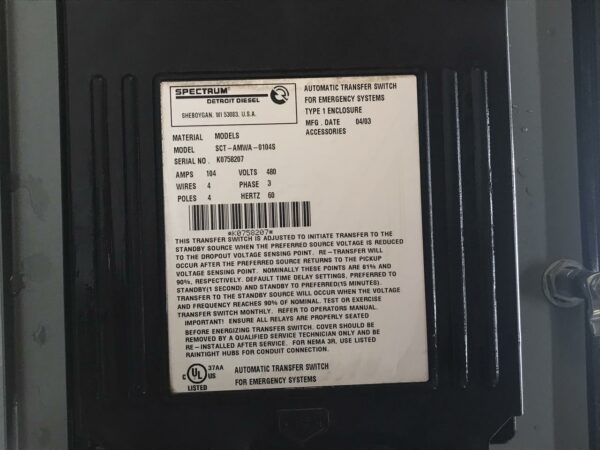 SPECTRUM®
DETROIT DIESEL
SHEBOYGAN, WI 53083, U.S.A.
AUTOMATIC TRANSFER SWITCH
FOR EMERGENCY SYSTEMS
TYPE 1 ENCLOSURE
MFG. DATE 04/03
ACCESSORIES
MATERIAL MODELS
MODEL SCT-AMWA-0104S
SERIAL NO. K0758207
AMPS 104 VOLTS 480
WIRES 4 PHASE 3
POLES 4 HERTZ 60
*K0758207*
THIS TRANSFER SWITCH IS ADJUSTED TO INITIATE TRANSFER TO THE
STANDBY SOURCE WHEN THE PREFERRED SOURCE VOLTAGE IS REDUCED
TO THE DROPOUT VOLTAGE SENSING POINT. RE-TRANSFER WILL
OCCUR AFTER THE PREFERRED SOURCE RETURNS TO THE PICKUP
VOLTAGE SENSING POINT. NOMINALLY THESE POINTS ARE 81% AND
90%, RESPECTIVELY. DEFAULT TIME DELAY SETTINGS, PREFERRED TO
STANDBY(1 SECOND) AND STANDBY TO PREFERRED(15 MINUTES).
TRANSFER TO THE STANDBY SOURCE WILL OCCUR WHEN THE VOLTAGE
AND FREQUENCY REACHES 90% OF NOMINAL. TEST OR EXERCISE
TRANSFER SWITCH MONTHLY. REFER TO OPERATORS MANUAL.
IMPORTANT! ENSURE ALL RELAYS ARE PROPERLY SEATED
BEFORE ENERGIZING TRANSFER SWITCH. COVER SHOULD BE
REMOVED BY A QUALIFIED SERVICE TECHNICIAN ONLY AND BE
RE-INSTALLED AFTER SERVICE. FOR NEMA 3R, USE LISTED
RAINTIGHT HUBS FOR CONDUIT CONNECTION.
C UL US 37AA
LISTED
AUTOMATIC TRANSFER SWITCH
FOR EMERGENCY SYSTEMS